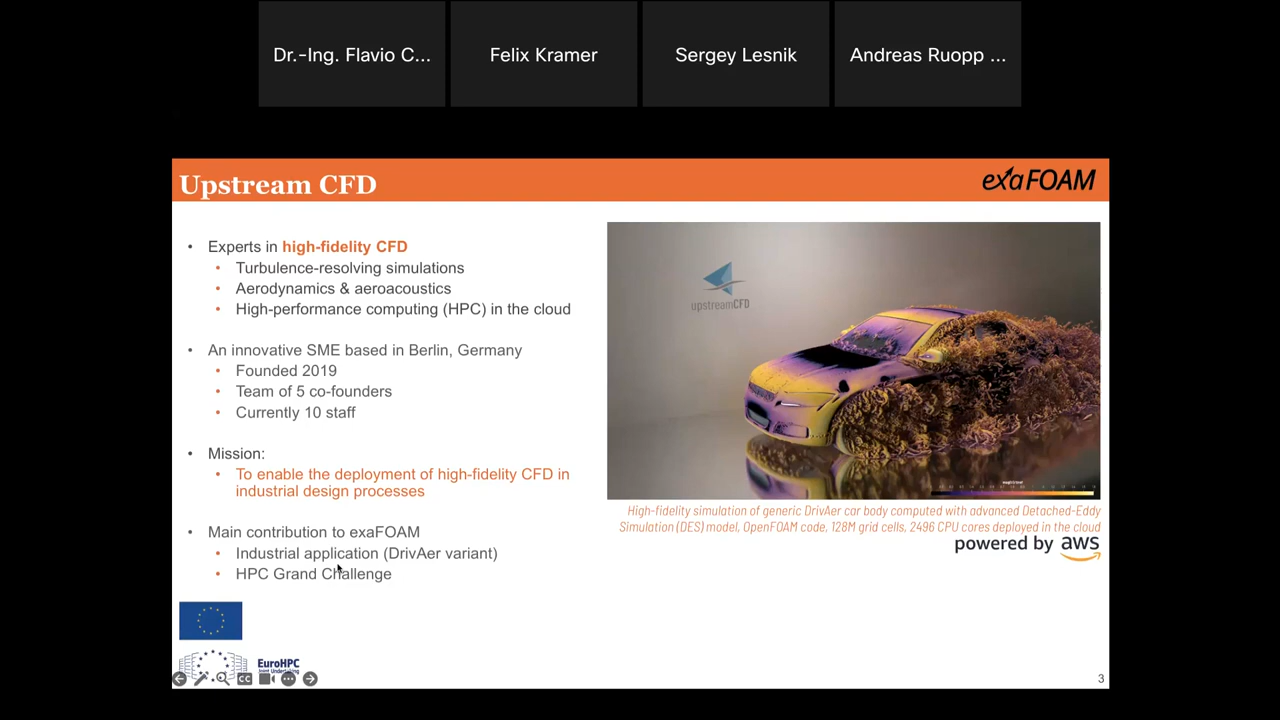 Dr.-Ing. Flavio C...
Felix Kramer
Sergey Lesnik
Andreas Ruopp ...
Upstream CFD
exaFOAM
• Experts in high-fidelity CFD
• Turbulence-resolving simulations
• Aerodynamics & aeroacoustics
• High-performance computing (HPC) in the cloud
• An innovative SME based in Berlin, Germany
• Founded 2019
• Team of 5 co-founders
• Currently 10 staff
• Mission:
• To enable the deployment of high-fidelity CFD in
industrial design processes
• Main contribution to exaFOAM
• Industrial application (DrivAer variant)
• HPC Grand Challenge
upstreamCFD
High-fidelity simulation of generic DrivAer car body computed with advanced Detached-Eddy
Simulation (DES) model, OpenFOAM code, 128M grid cells, 2496 CPU cores deployed in the cloud
powered by aws
EuroHPC
Joint Undertaking
CC
3